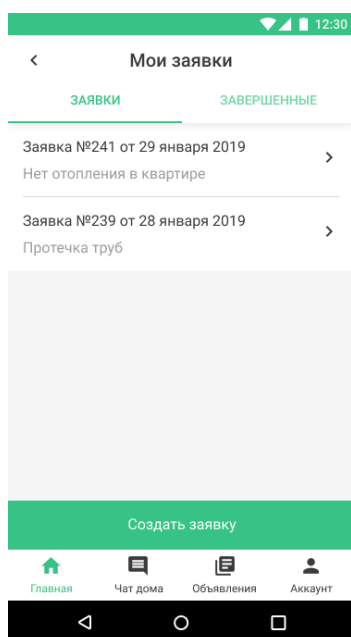 12:30
Мои заявки
ЗАЯВКИ
ЗАВЕРШЕННЫЕ
Заявка №241 от 29 января 2019
Нет отопления в квартире
Заявка №239 от 28 января 2019
Протечка труб
Создать заявку
Главная
Чат дома
Объявления
Аккаунт